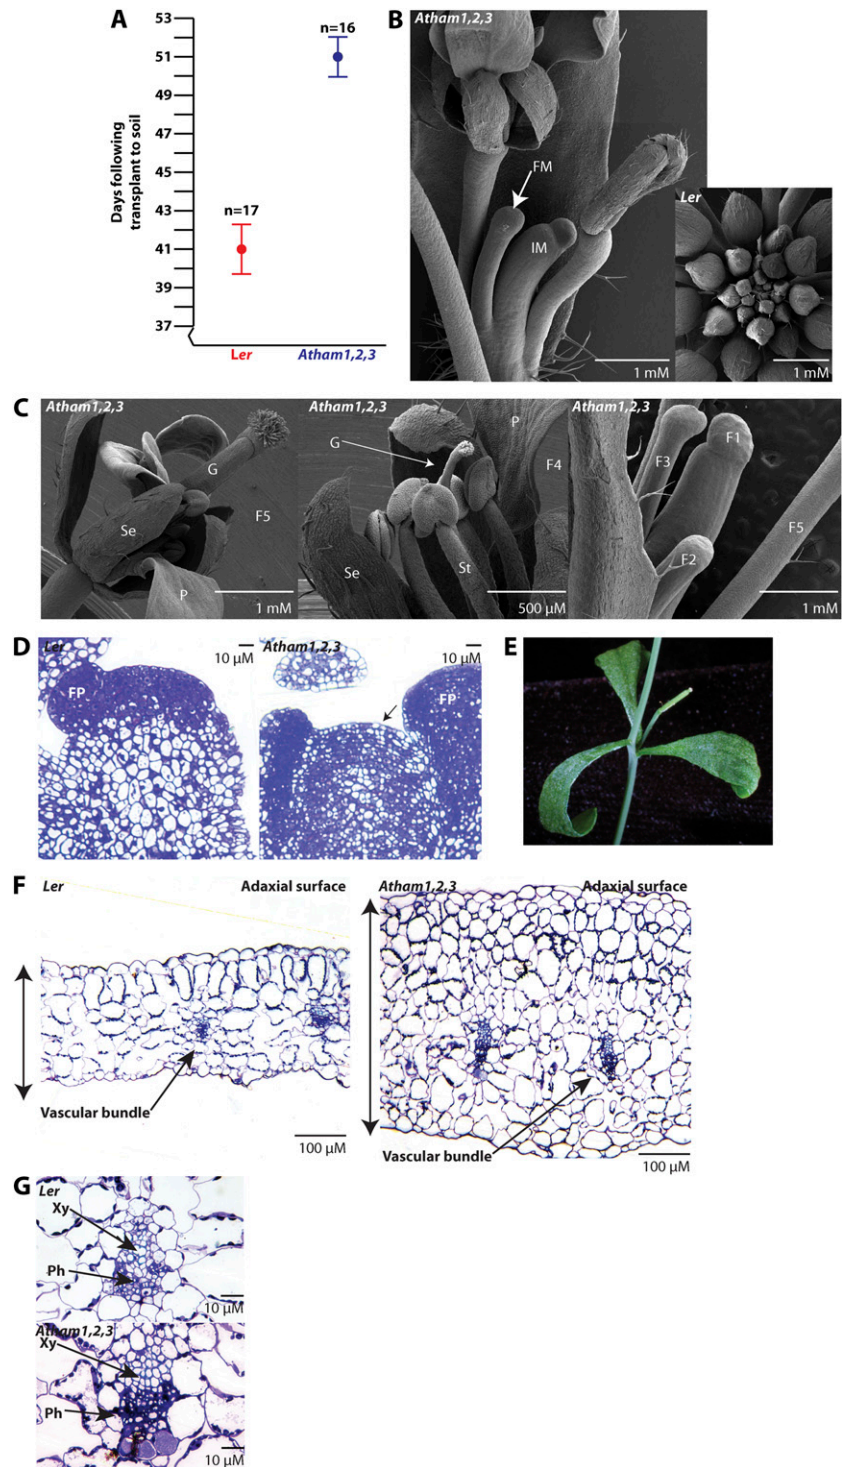 A
53
51
49
47
45
43
41
39
37
Days following
transplant to soil
n=17
n=16
Ler
Atham1,2,3
B
Atham1,2,3
FM
IM
1 mM
Ler
1 mM
C
Atham1,2,3
G
Se
F5
P
1 mM
Atham1,2,3
G
P
F4
Se
St
500 μM
Atham1,2,3
F3
F1
F2
F5
1 mM
D
Ler
10 μM
FP
Atham1,2,3
10 μM
FP
E
F
Ler
Adaxial surface
Vascular bundle
100 μM
Atham1,2,3
Adaxial surface
Vascular bundle
100 μM
G
Ler
Xy
Ph
10 μM
Atham1,2,3
Xy
Ph
10 μM